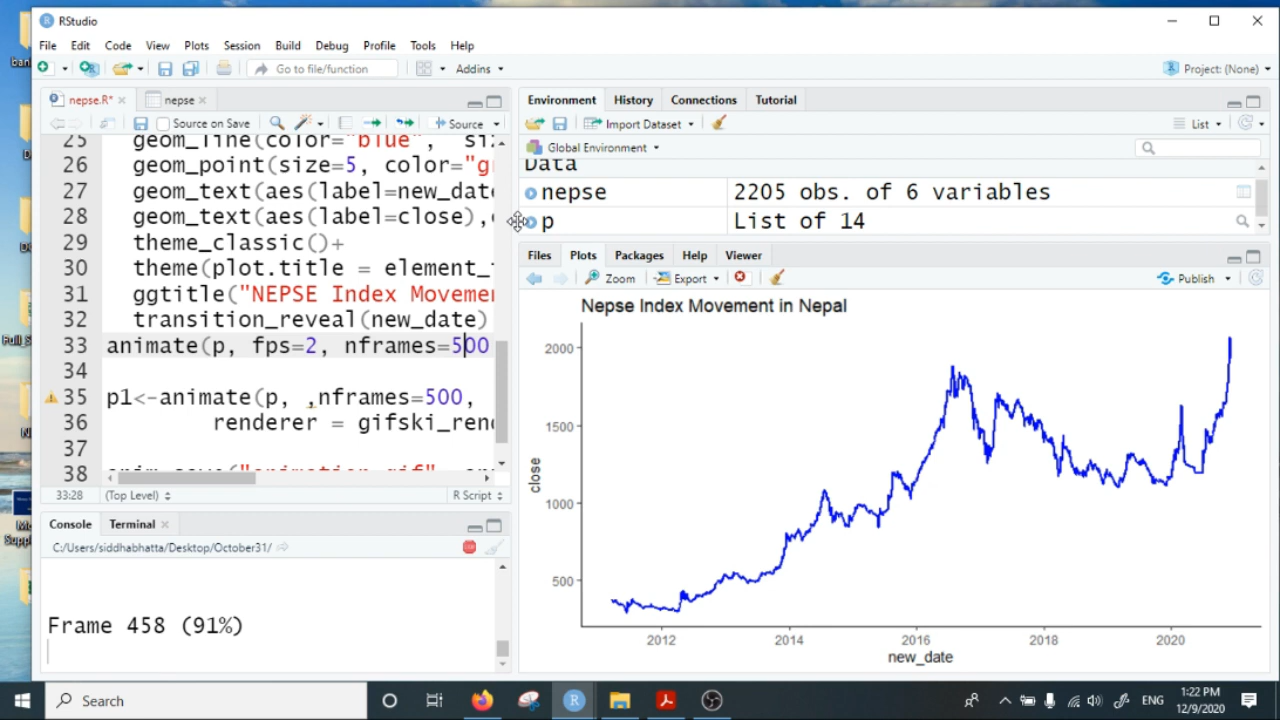 RStudio
File Edit Code View Plots Session Build Debug Profile Tools Help
Go to file/function Addins Project: (None)
nepse.R* nepse
Source on Save Source
25 geom_line(color="blue",
26 geom_point(size=5, color="g
27 geom_text(aes(label=new_date
28 geom_text(aes(label=close),
29 theme_classic()+
30 theme(plot.title = element_
31 ggtitle("NEPSE Index Movemen
32 transition_reveal(new_date)
33 animate(p, fps=2, nframes=500
34
35 p1<-animate(p, ,nframes=500,
36 renderer = gifski_ren
37
38
33:28 (Top Level) R Script
Console Terminal
C:/Users/siddhabhatta/Desktop/October31/
Frame 458 (91%)
Environment History Connections Tutorial
Import Dataset List
Global Environment
Data
nepse 2205 obs. of 6 variables
p List of 14
Files Plots Packages Help Viewer
Zoom Export Publish
Nepse Index Movement in Nepal
close
2000
1500
1000
500
2012 2014 2016 2018 2020
new_date
Search
ENG
1:22 PM
12/9/2020